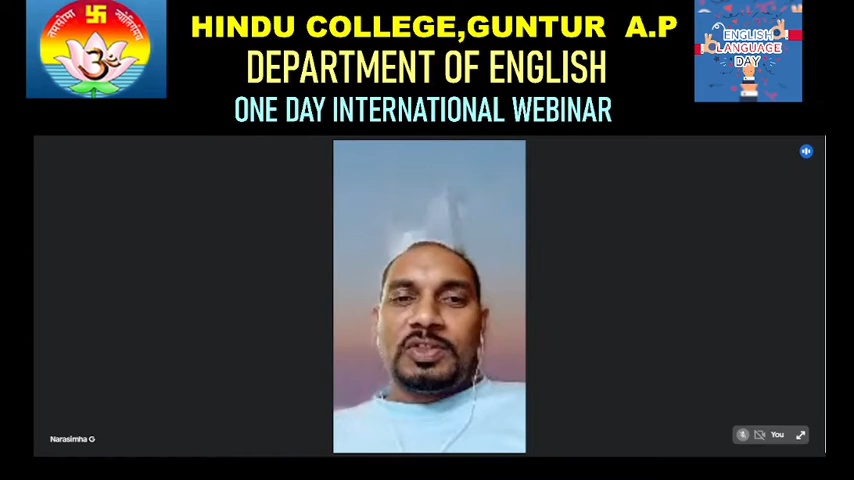 HINDU COLLEGE,GUNTUR A.P
DEPARTMENT OF ENGLISH
ONE DAY INTERNATIONAL WEBINAR
ENGLISH
LANGUAGE
DAY
Narasimha G
You